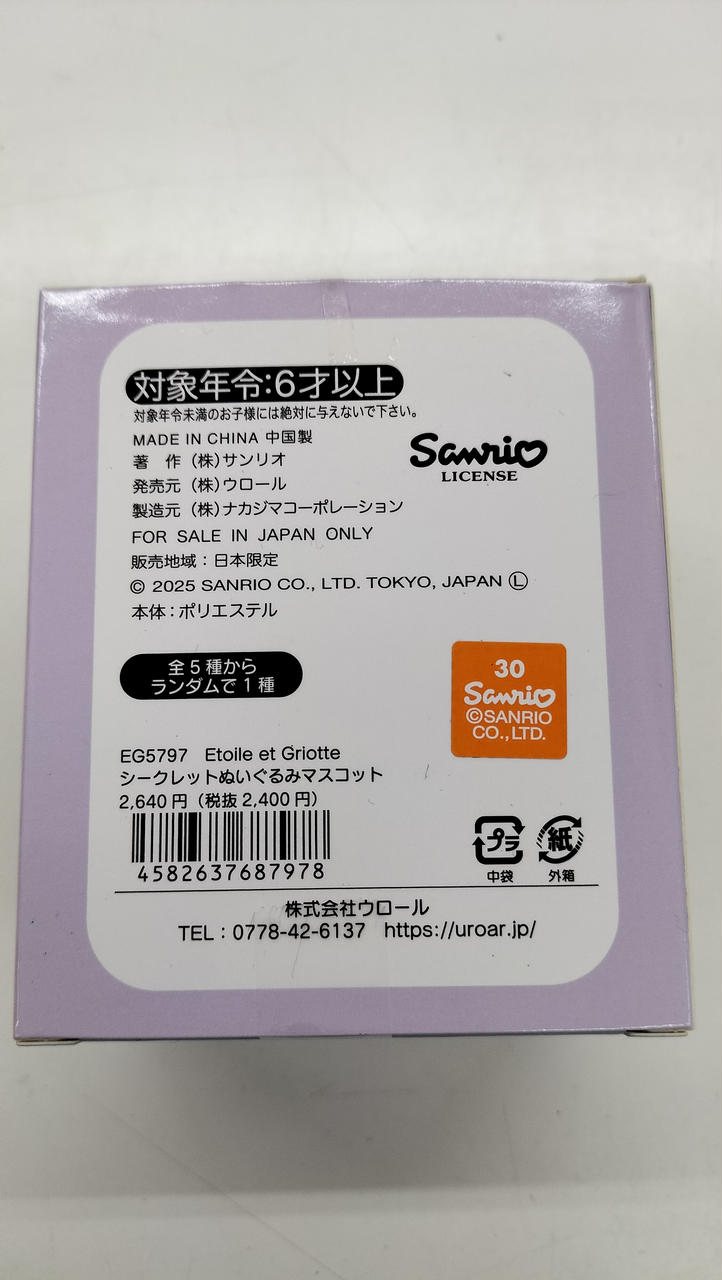 対象年令:6才以上
対象年令未満のお子様には絶対に与えないで下さい。
MADE IN CHINA 中国製
著　作 (株)サンリオ
発売元 (株)ウロール
製造元 (株)ナカジマコーポレーション
FOR SALE IN JAPAN ONLY
販売地域:日本限定
© 2025 SANRIO CO., LTD. TOKYO, JAPAN Ⓛ
本体:ポリエステル
Sanrio
LICENSE
全5種から
ランダムで1種
30
Sanrio
©SANRIO
CO.,LTD.
EG5797 Etoile et Griotte
シークレットぬいぐるみマスコット
2,640円(税抜2,400円)
4582637687978
プラ 紙
中袋 外箱
株式会社ウロール
TEL:0778-42-6137 https://uroar.jp/